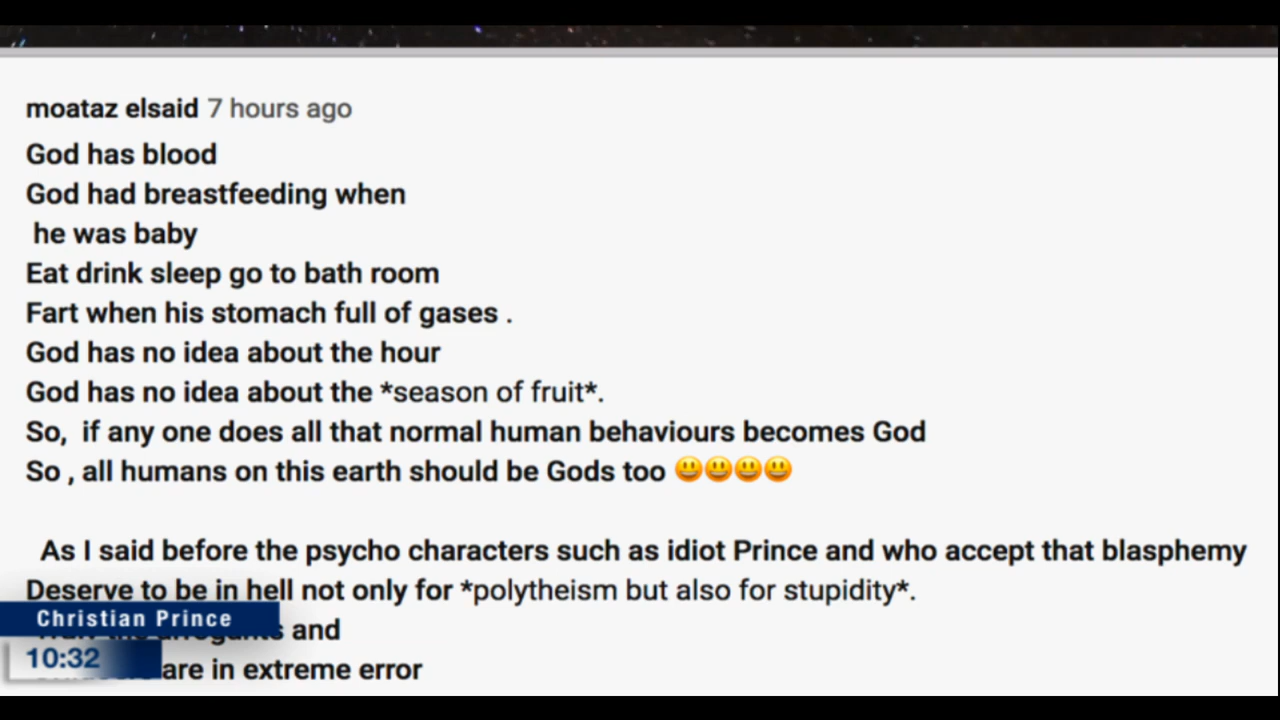 moataz elsaid 7 hours ago
God has blood
God had breastfeeding when
he was baby
Eat drink sleep go to bath room
Fart when his stomach full of gases .
God has no idea about the hour
God has no idea about the *season of fruit*.
So,  if any one does all that normal human behaviours becomes God
So , all humans on this earth should be Gods too 😃😃😃😃
As I said before the psycho characters such as idiot Prince and who accept that blasphemy
Deserve to be in hell not only for *polytheism but also for stupidity*.
and
are in extreme error
Christian Prince
10:32